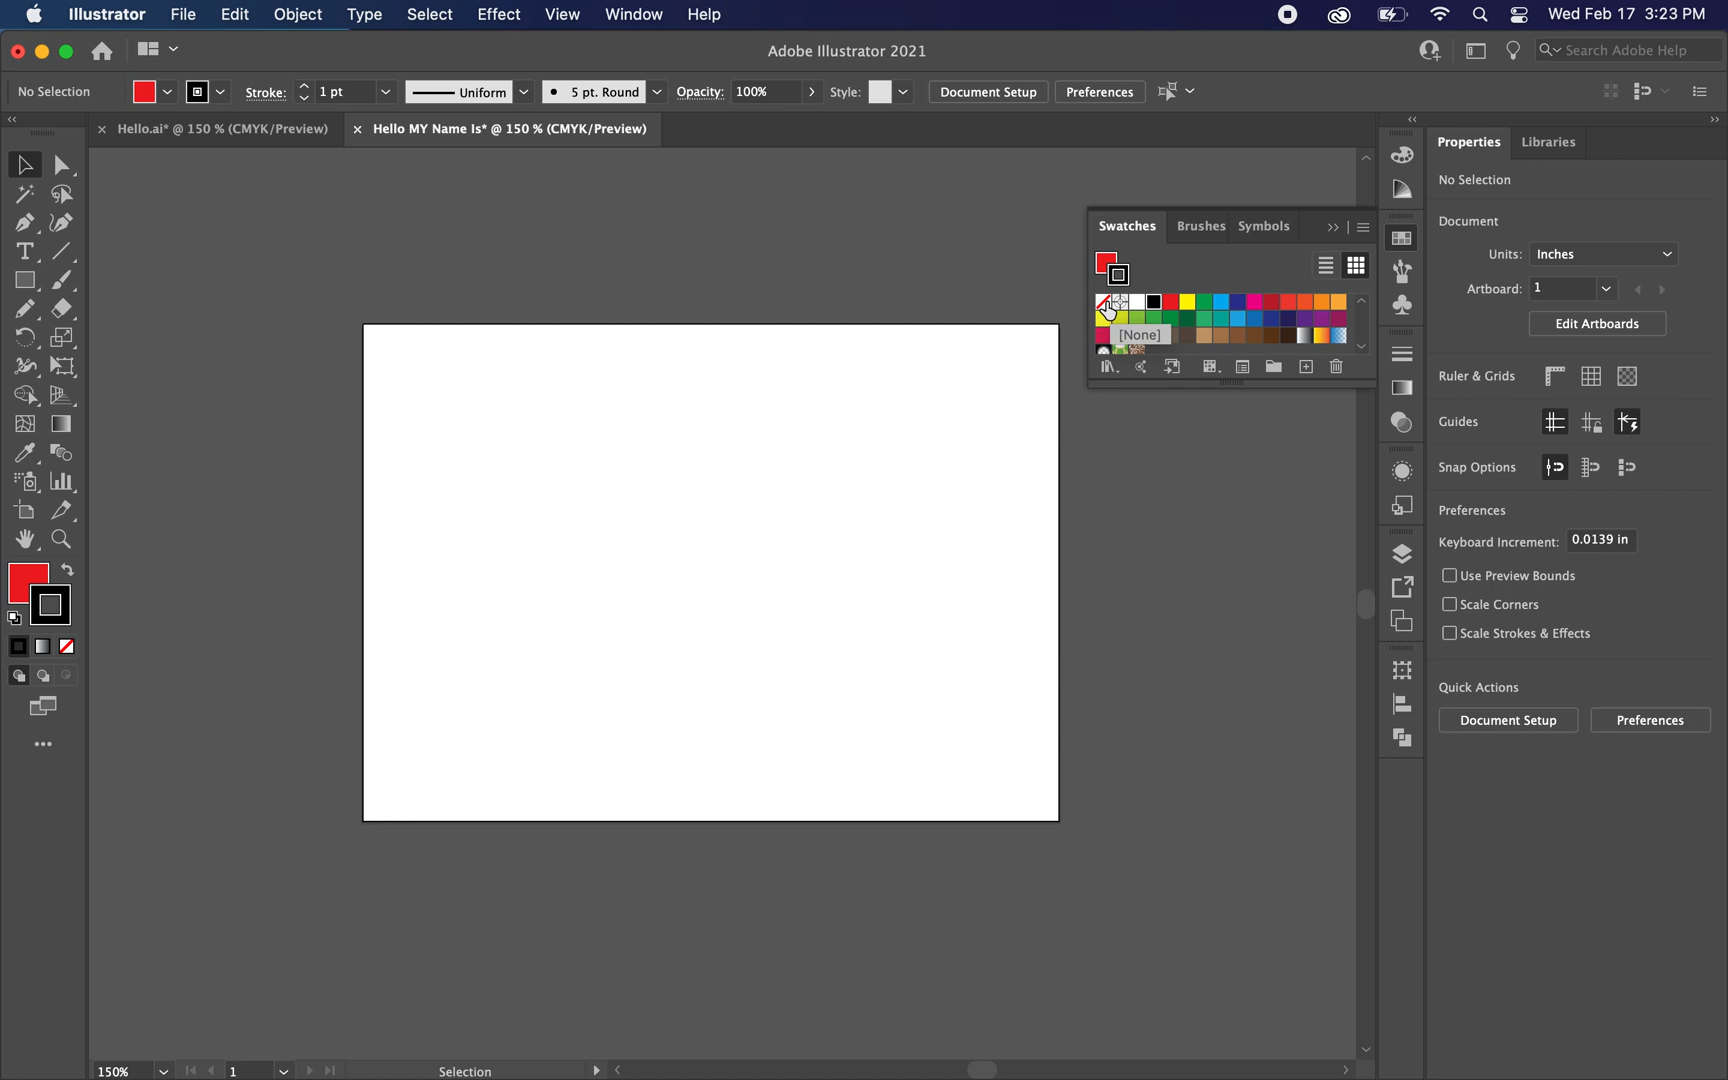 Illustrator File Edit Object Type Select Effect View Window Help Wed Feb 17 3:23 PM
Adobe Illustrator 2021 Search Adobe Help
No Selection Stroke: 1 pt Uniform 5 pt. Round Opacity: 100% Style: Document Setup Preferences
Hello.ai* @ 150 % (CMYK/Preview) Hello MY Name Is* @ 150 % (CMYK/Preview)
Properties Libraries
No Selection
Document
Swatches Brushes Symbols
Units: Inches
Artboard: 1
Edit Artboards
[None]
Ruler & Grids
Guides
Snap Options
Preferences
Keyboard Increment: 0.0139 in
Use Preview Bounds
Scale Corners
Scale Strokes & Effects
Quick Actions
Document Setup Preferences
150% 1 Selection